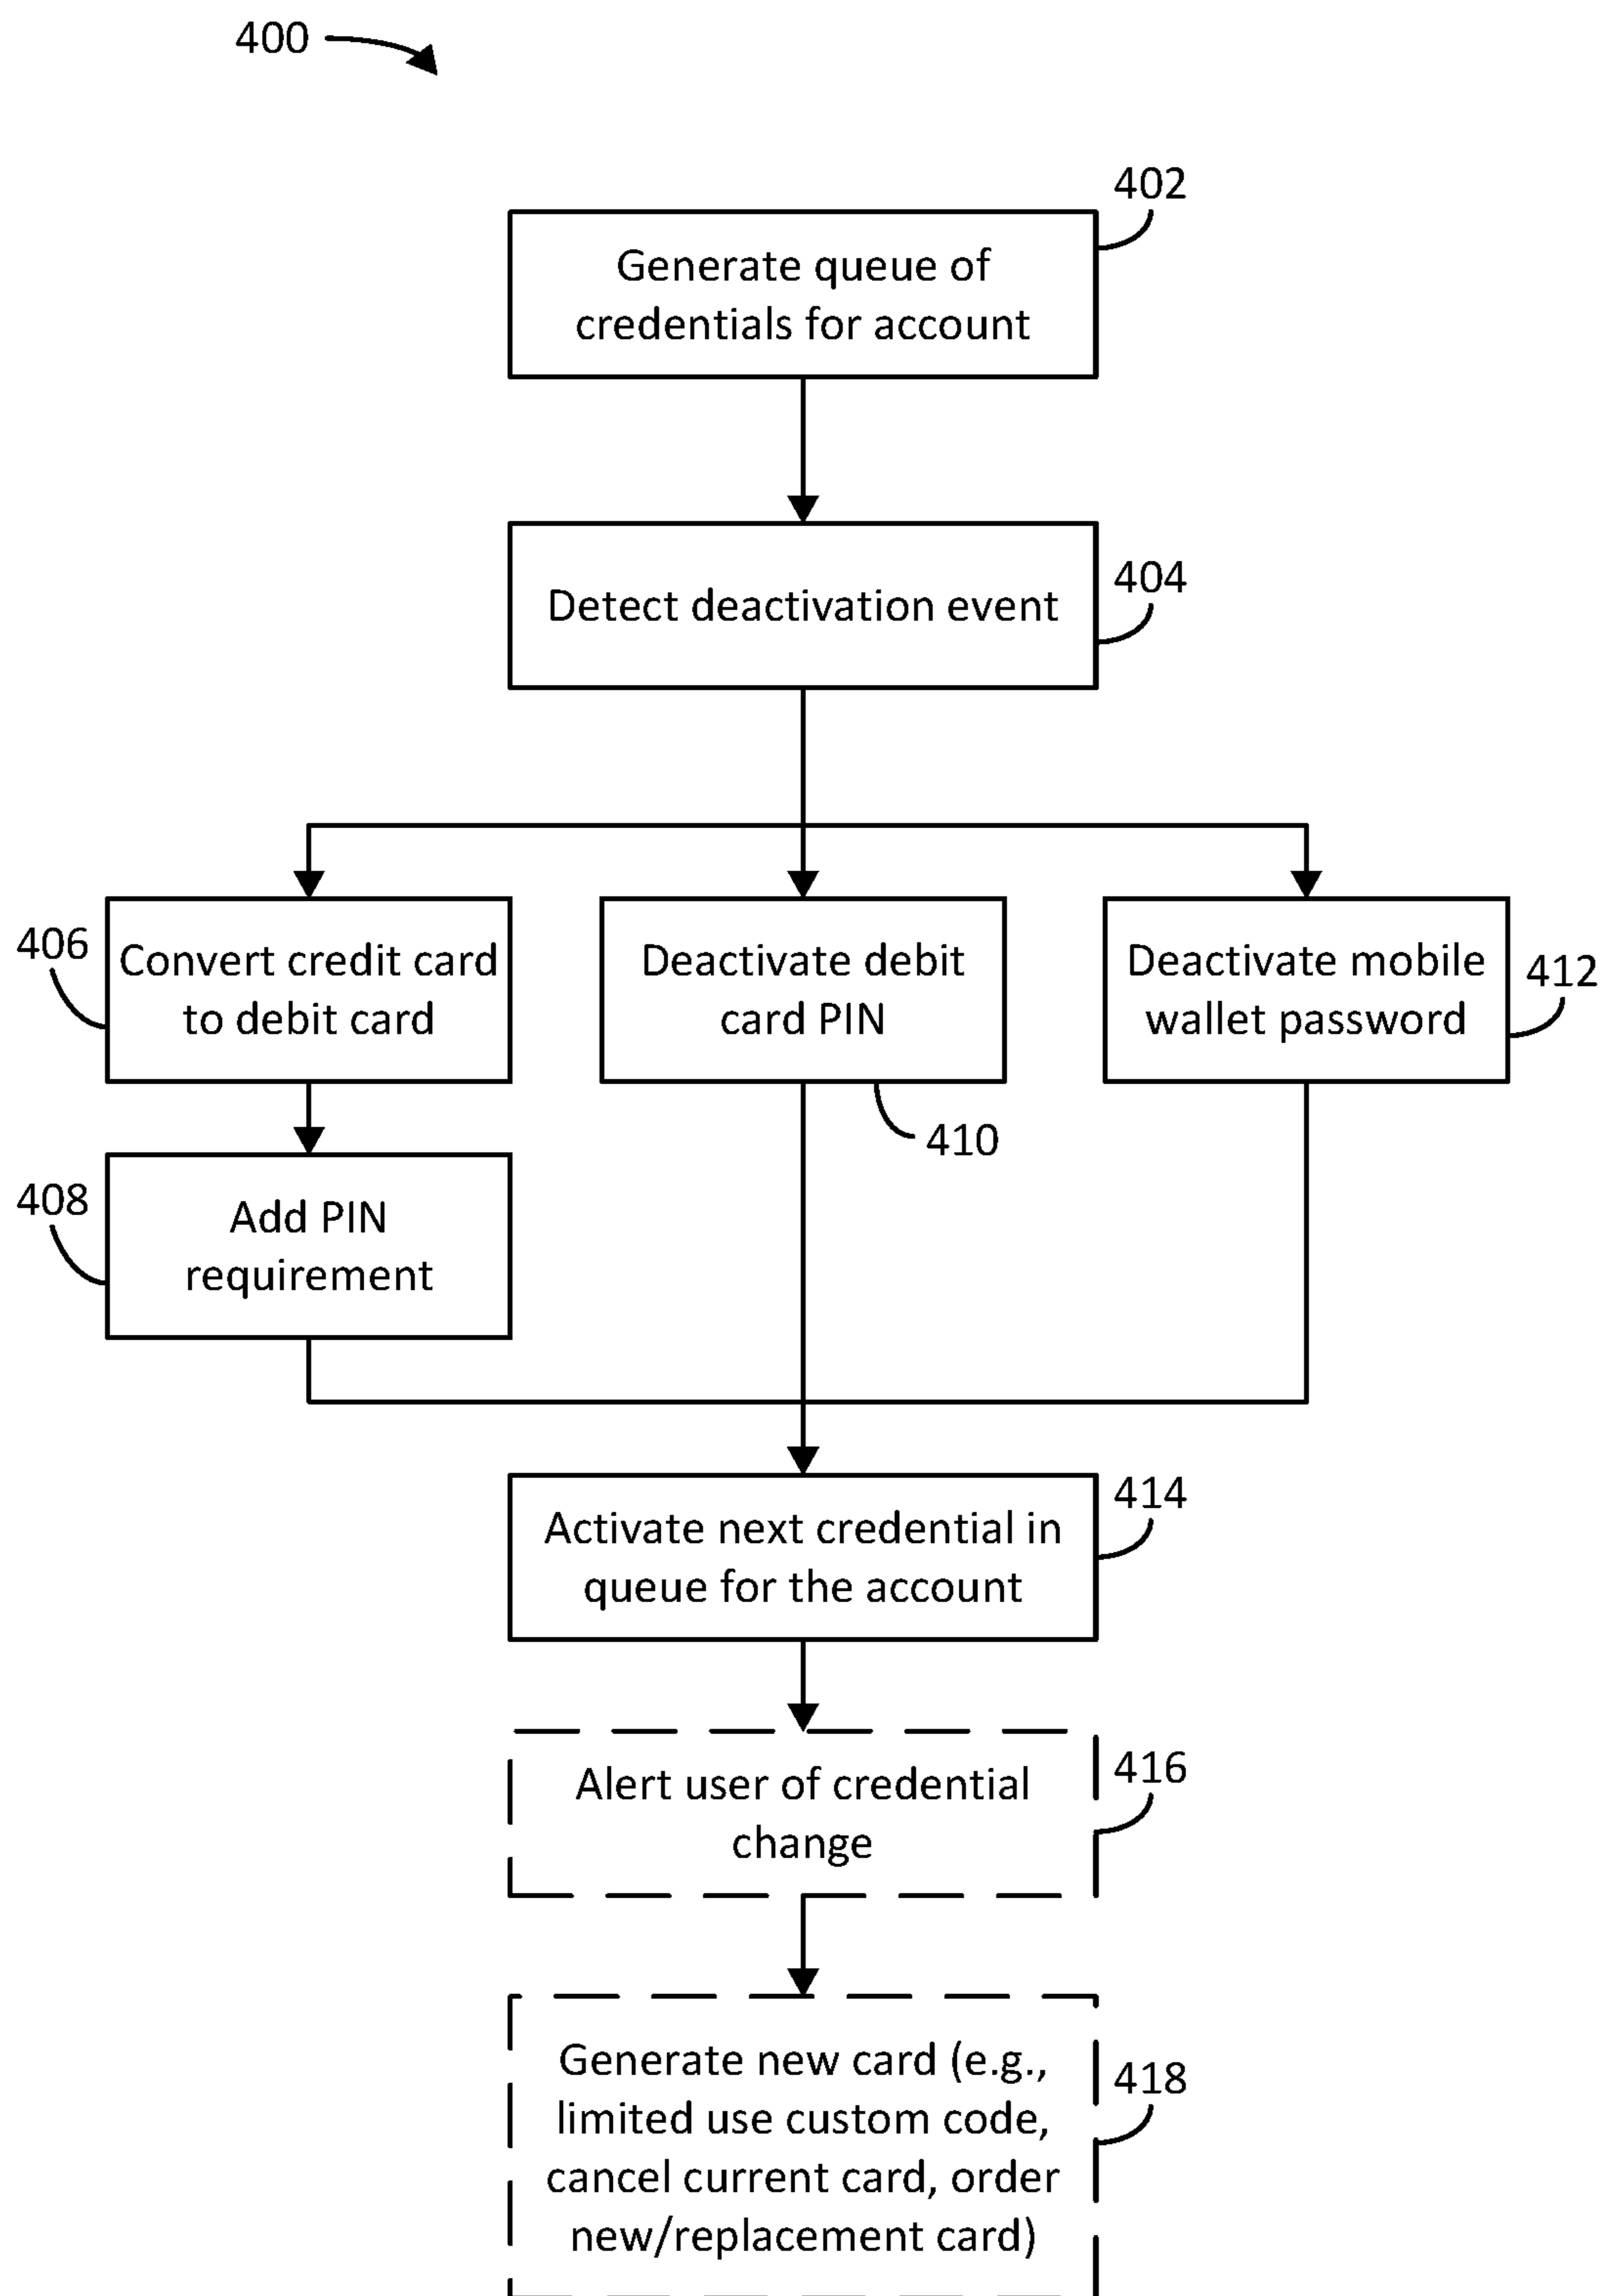 400
402
Generate queue of
credentials for account
404
Detect deactivation event
406
Convert credit card
to debit card
Deactivate debit
card PIN
410
Deactivate mobile
wallet password
412
408
Add PIN
requirement
414
Activate next credential in
queue for the account
416
Alert user of credential
change
418
Generate new card (e.g.,
limited use custom code,
cancel current card, order
new/replacement card)